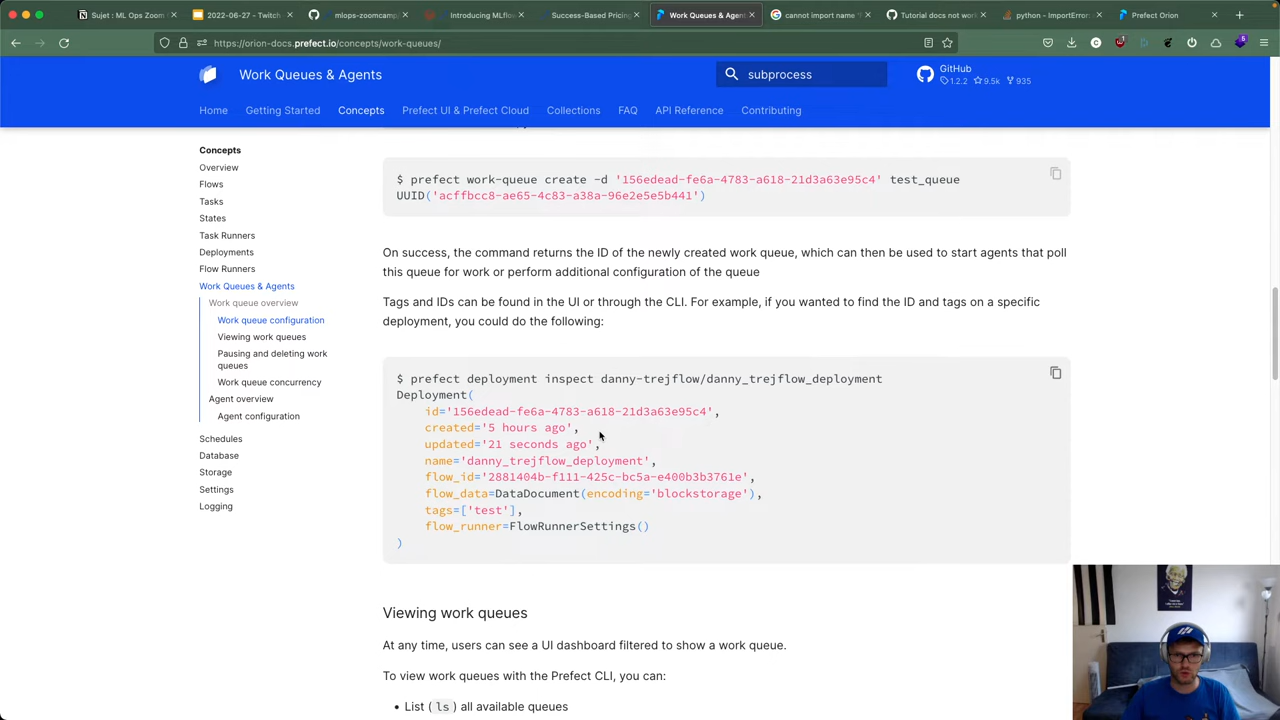 Sujet : ML Ops Zoom
2022-06-27 - Twitch
mlops-zoomcamp
Introducing MLflow
Success-Based Pricing
Work Queues & Agen
cannot import name
Tutorial docs not wo
python - ImportError
Prefect Orion
https://orion-docs.prefect.io/concepts/work-queues/
Work Queues & Agents
subprocess
GitHub
1.2.2 9.5k 935
Home
Getting Started
Concepts
Prefect UI & Prefect Cloud
Collections
FAQ
API Reference
Contributing
Concepts
Overview
Flows
Tasks
States
Task Runners
Deployments
Flow Runners
Work Queues & Agents
Work queue overview
Work queue configuration
Viewing work queues
Pausing and deleting work
queues
Work queue concurrency
Agent overview
Agent configuration
Schedules
Database
Storage
Settings
Logging
$ prefect work-queue create -d '156edead-fe6a-4783-a618-21d3a63e95c4' test_queue
UUID('acffbcc8-ae65-4c83-a38a-96e2e5e5b441')
On success, the command returns the ID of the newly created work queue, which can then be used to start agents that poll
this queue for work or perform additional configuration of the queue
Tags and IDs can be found in the UI or through the CLI. For example, if you wanted to find the ID and tags on a specific
deployment, you could do the following:
$ prefect deployment inspect danny-trejflow/danny_trejflow_deployment
Deployment(
id='156edead-fe6a-4783-a618-21d3a63e95c4',
created='5 hours ago',
updated='21 seconds ago',
name='danny_trejflow_deployment',
flow_id='2881404b-f111-425c-bc5a-e400b3b3761e',
flow_data=DataDocument(encoding='blockstorage'),
tags=['test'],
flow_runner=FlowRunnerSettings()
)
Viewing work queues
At any time, users can see a UI dashboard filtered to show a work queue.
To view work queues with the Prefect CLI, you can:
• List ( ls ) all available queues